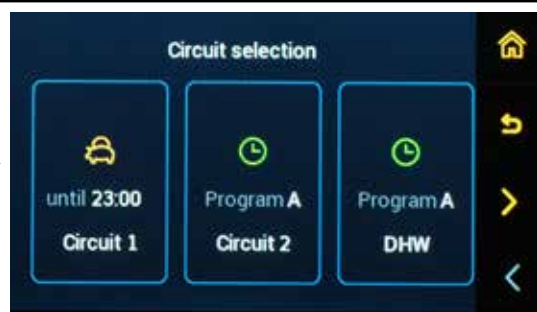 Circuit selection
until 23:00
Circuit 1
Program A
Circuit 2
Program A
DHW